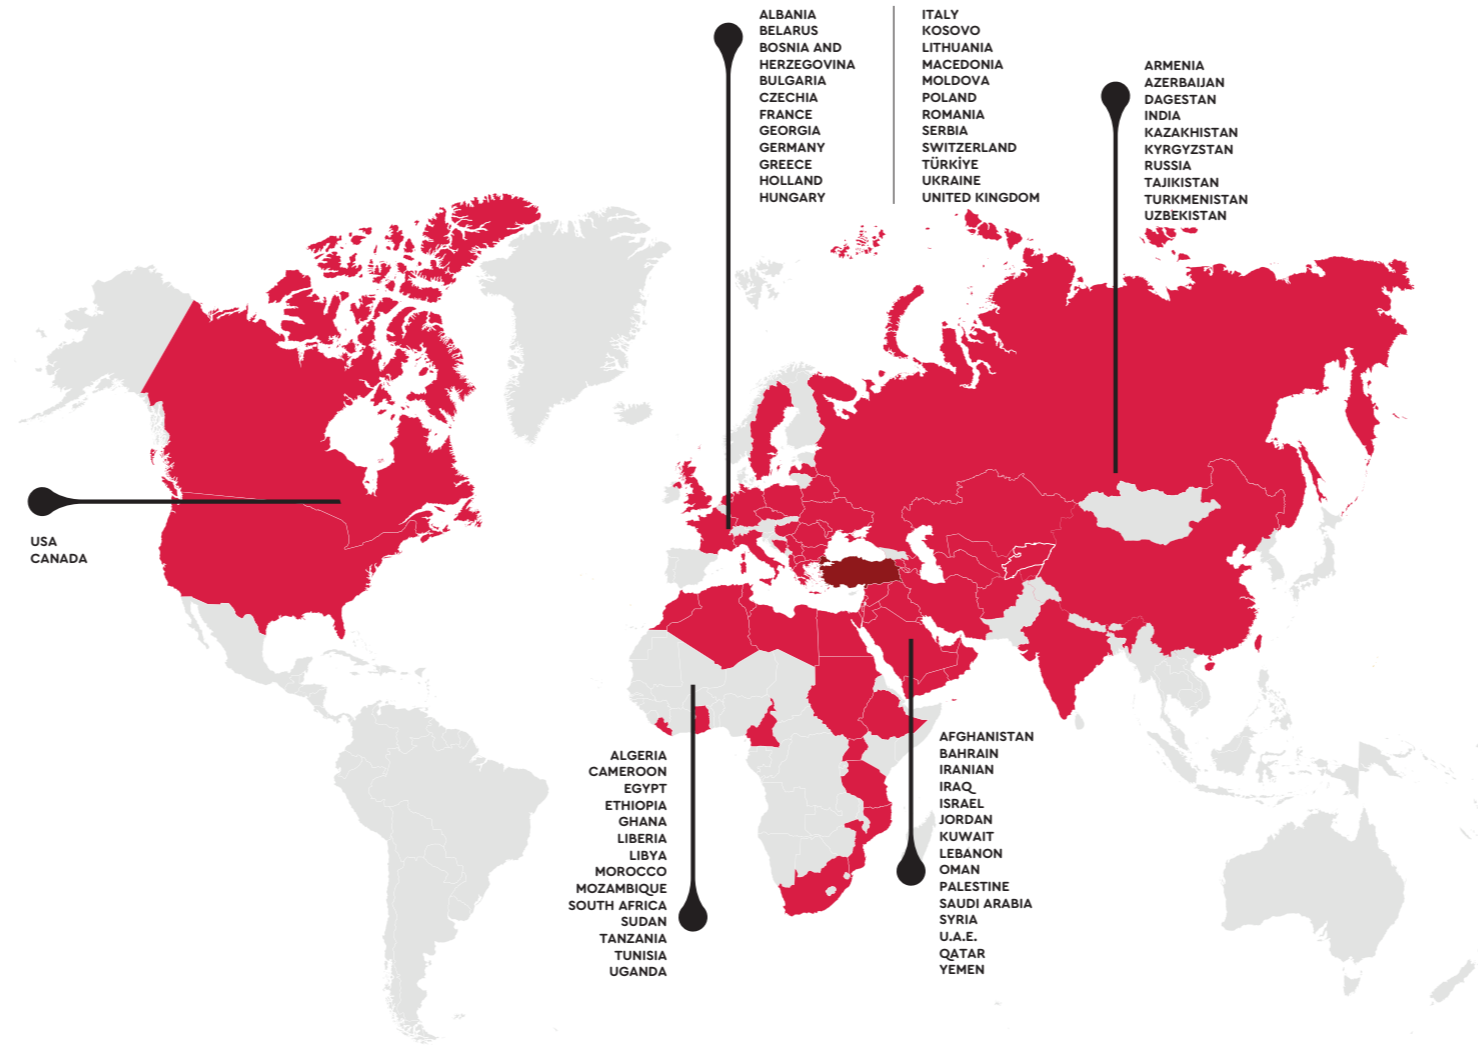 ALBANIA
BELARUS
BOSNIA AND
HERZEGOVINA
BULGARIA
CZECHIA
FRANCE
GEORGIA
GERMANY
GREECE
HOLLAND
HUNGARY
ITALY
KOSOVO
LITHUANIA
MACEDONIA
MOLDOVA
POLAND
ROMANIA
SERBIA
SWITZERLAND
TÜRKİYE
UKRAINE
UNITED KINGDOM
ARMENIA
AZERBAIJAN
DAGESTAN
INDIA
KAZAKHISTAN
KYRGYZSTAN
RUSSIA
TAJIKISTAN
TURKMENISTAN
UZBEKISTAN
USA
CANADA
ALGERIA
CAMEROON
EGYPT
ETHIOPIA
GHANA
LIBERIA
LIBYA
MOROCCO
MOZAMBIQUE
SOUTH AFRICA
SUDAN
TANZANIA
TUNISIA
UGANDA
AFGHANISTAN
BAHRAIN
IRANIAN
IRAQ
ISRAEL
JORDAN
KUWAIT
LEBANON
OMAN
PALESTINE
SAUDI ARABIA
SYRIA
U.A.E.
QATAR
YEMEN